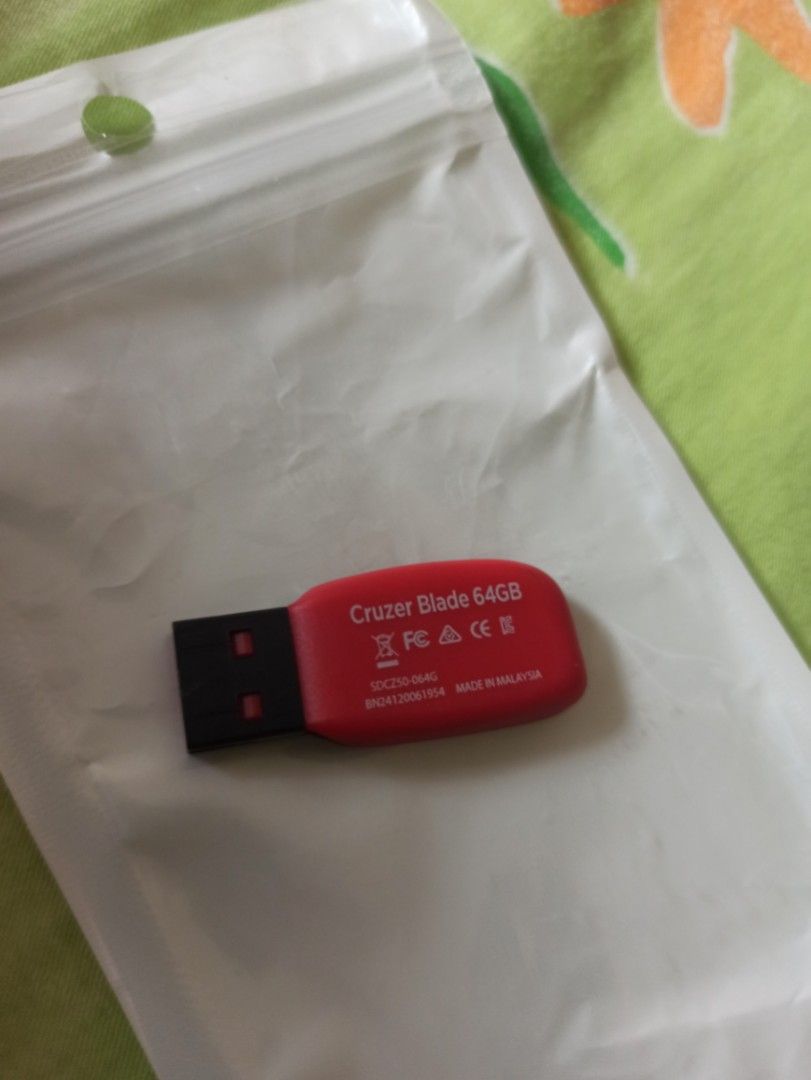 Cruzer Blade 64GB
FC CE
SDCZ50-064G
BN24120061954 MADE IN MALAYSIA